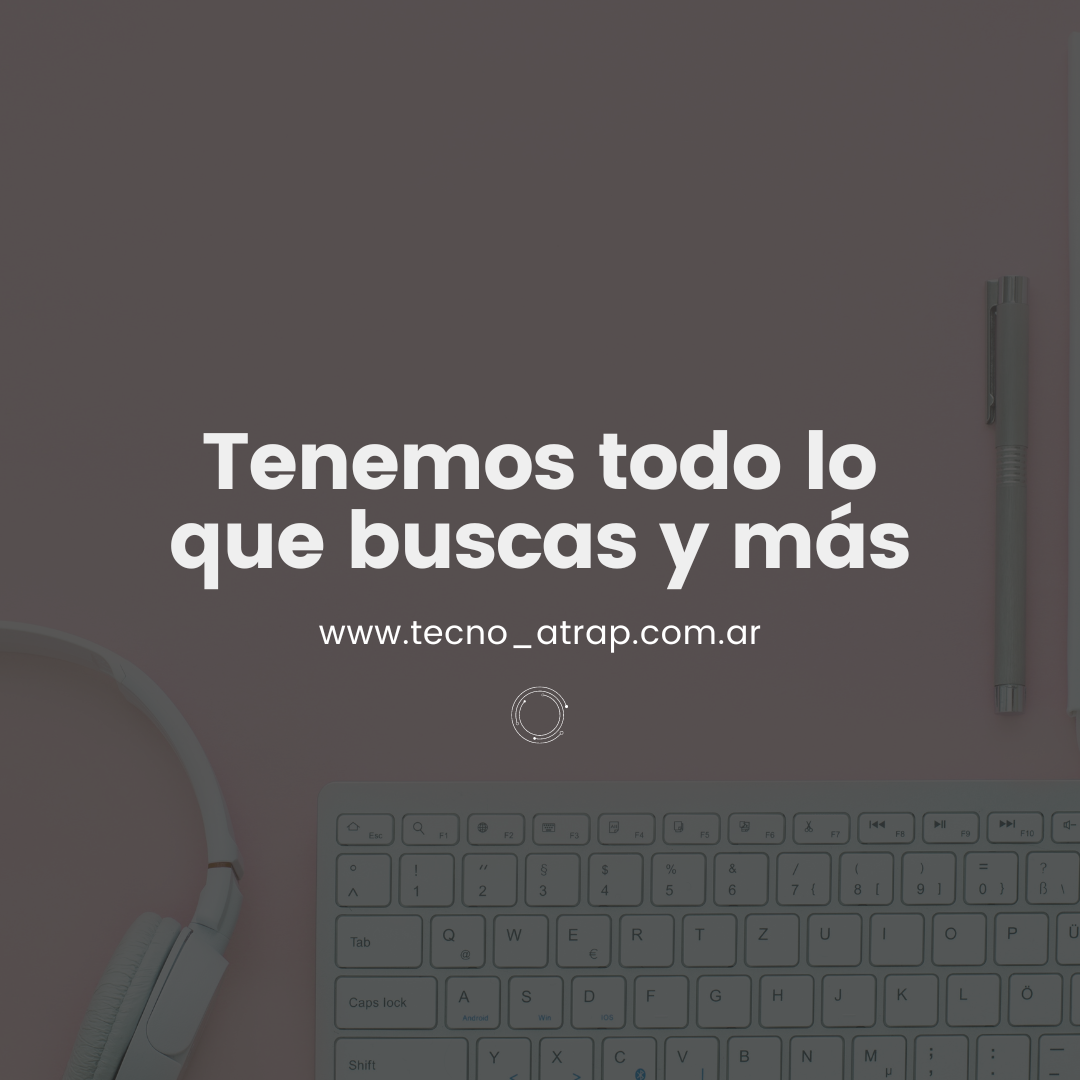 Tenemos todo lo
que buscas y más
www.tecno_atrap.com.ar
Esc F1 F2 F3 F4 F5 F6 F7 F8 F9 F10
° ! " § $ % & / ( ) = ?
^ 1 2 3 4 5 6 7 { 8 [ 9 ] 0 } ß \
Tab Q @ W E € R T Z U I O P Ü
Caps lock A S D F G H J K L Ö
Android Win iOS
Shift Y X C V B N M µ ; , : . _ -
< >